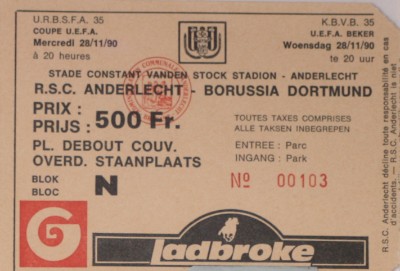 U.R.B.S.F.A. 35
K.B.V.B. 35
COUPE U.E.F.A.
U.E.F.A. BEKER
Mercredi 28/11/90
Woensdag 28/11/90
à 20 heures
te 20 uur
STADE CONSTANT VANDEN STOCK STADION - ANDERLECHT
R.S.C. ANDERLECHT - BORUSSIA DORTMUND
PRIX :
PRIJS : 500 Fr.
TOUTES TAXES COMPRISES
ALLE TAKSEN INBEGREPEN
PL. DEBOUT COUV.
OVERD. STAANPLAATS
ENTREE : Parc
INGANG : Park
BLOK
BLOC N
Nº 00103
R.S.C. Anderlecht décline toute responsabilité en cas
d'accidents. — R.S.C. Anderlecht is niet
G
Ladbroke